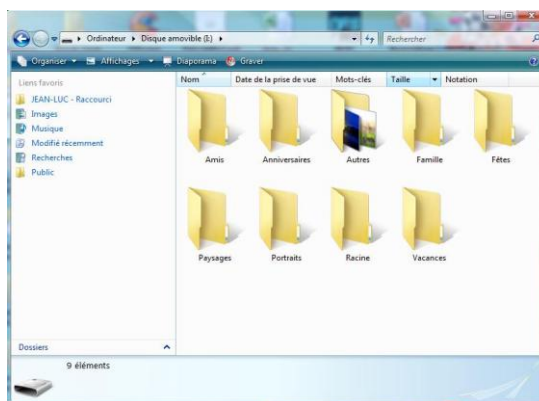 Ordinateur Disque amovible (E:) Rechercher
Organiser Affichages Diaporama Graver
Liens favoris
JEAN-LUC - Raccourci
Images
Musique
Modifié récemment
Recherches
Public
Dossiers
Nom Date de la prise de vue Mots-clés Taille Notation
Amis Anniversaires Autres Famille Fêtes
Paysages Portraits Racine Vacances
9 éléments